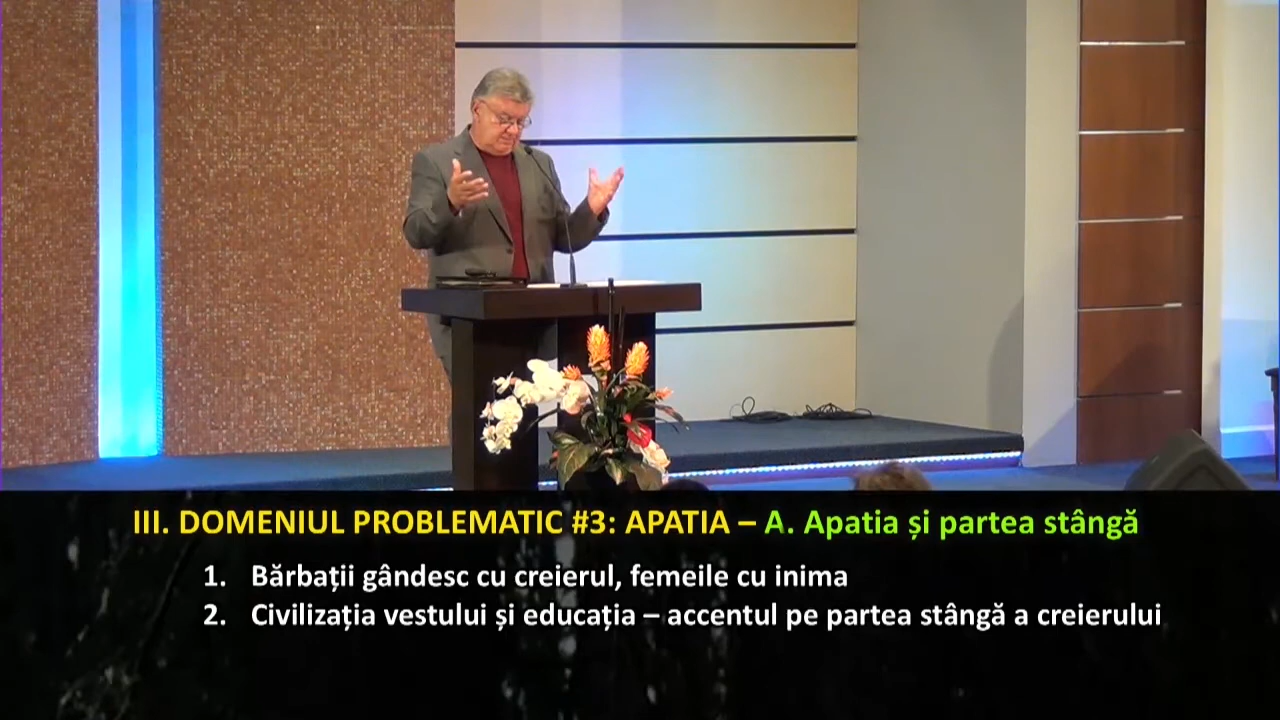 III. DOMENIUL PROBLEMATIC #3: APATIA – A. Apatia și partea stângă
1. Bărbații gândesc cu creierul, femeile cu inima
2. Civilizația vestului și educația – accentul pe partea stângă a creierului